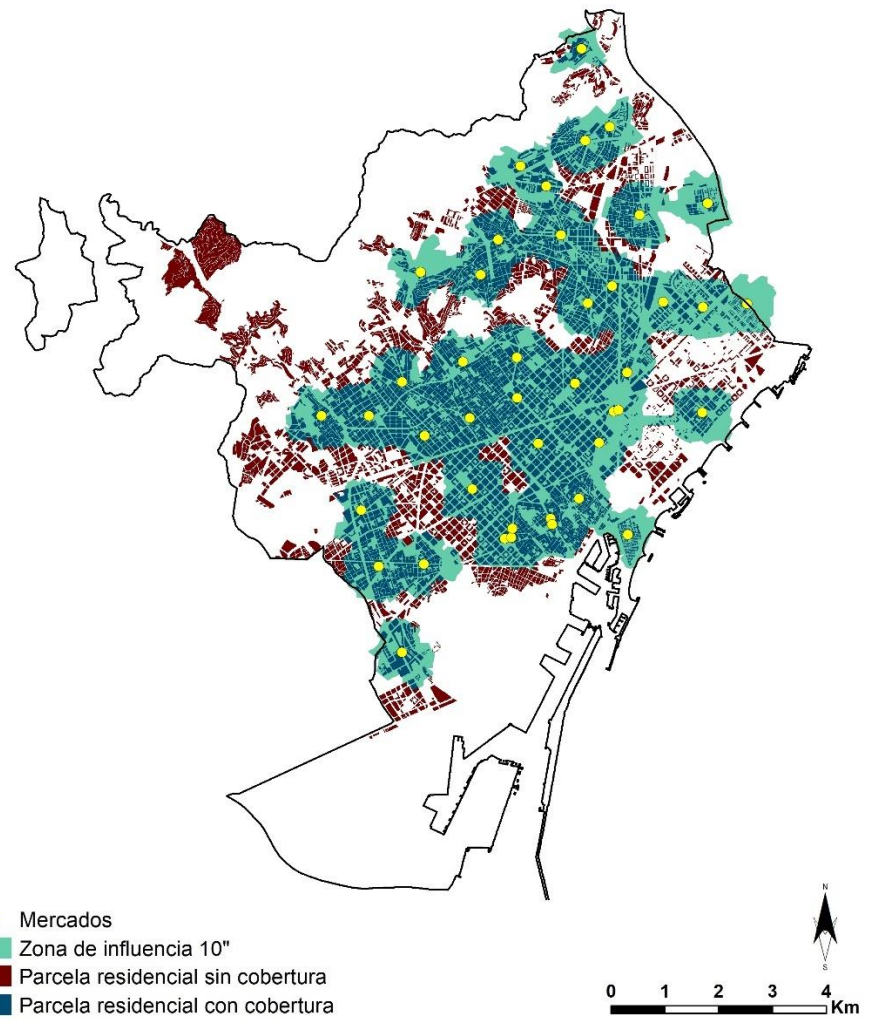 Mercados
Zona de influencia 10"
Parcela residencial sin cobertura
Parcela residencial con cobertura
N
S
0 1 2 3 4
Km